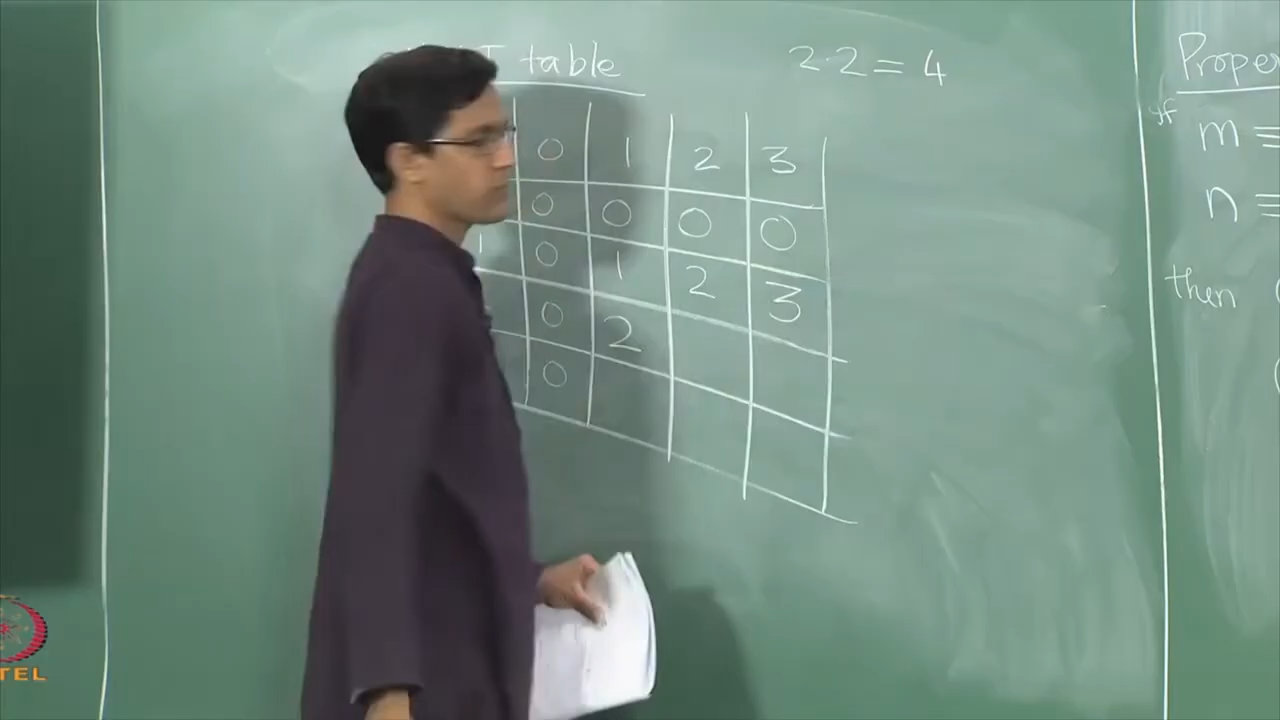 table
2·2 = 4
0 1 2 3
0 0 0 0
1 0 1 2 3
0 2
0
if
m ≡
n ≡
then (
(
TEL